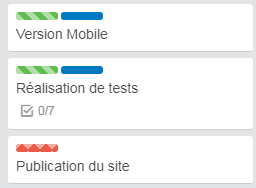 Version Mobile
Réalisation de tests
0/7
Publication du site